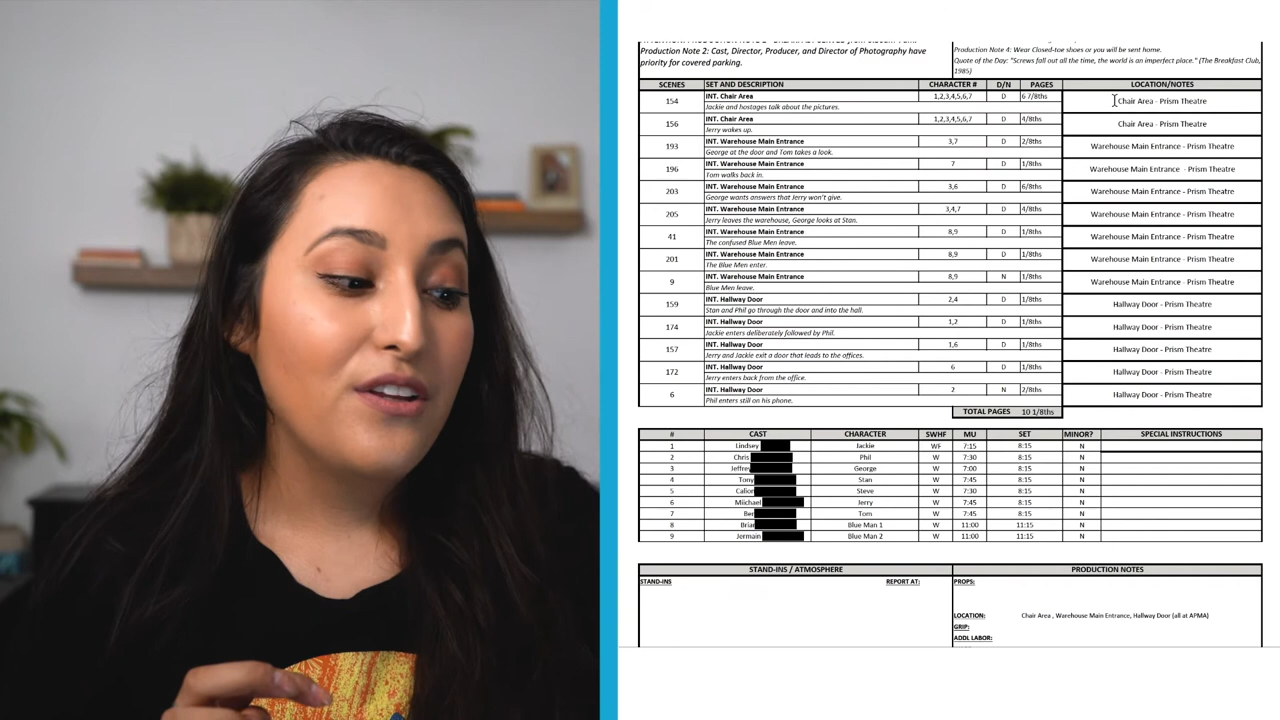 Production Note 2: Cast, Director, Producer, and Director of Photography have
priority for covered parking.
Production Note 4: Wear Closed-toe shoes or you will be sent home.
Quote of the Day: "Screws fall out all the time, the world is an imperfect place." (The Breakfast Club,
1985)
SCENES SET AND DESCRIPTION CHARACTER # D/N PAGES LOCATION/NOTES
154 INT. Chair Area 1,2,3,4,5,6,7 D 6 7/8ths Chair Area - Prism Theatre
Jackie and hostages talk about the pictures.
156 INT. Chair Area 1,2,3,4,5,6,7 D 4/8ths Chair Area - Prism Theatre
Jerry wakes up.
193 INT. Warehouse Main Entrance 3,7 D 2/8ths Warehouse Main Entrance - Prism Theatre
George at the door and Tom takes a look.
196 INT. Warehouse Main Entrance 7 D 1/8ths Warehouse Main Entrance - Prism Theatre
Tom walks back in.
203 INT. Warehouse Main Entrance 3,6 D 6/8ths Warehouse Main Entrance - Prism Theatre
George wants answers that Jerry won't give.
205 INT. Warehouse Main Entrance 3,4,7 D 4/8ths Warehouse Main Entrance - Prism Theatre
Jerry leaves the warehouse, George looks at Stan.
41 INT. Warehouse Main Entrance 8,9 D 1/8ths Warehouse Main Entrance - Prism Theatre
The confused Blue Men leave.
201 INT. Warehouse Main Entrance 8,9 D 1/8ths Warehouse Main Entrance - Prism Theatre
The Blue Men enter.
9 INT. Warehouse Main Entrance 8,9 N 1/8ths Warehouse Main Entrance - Prism Theatre
Blue Men leave.
159 INT. Hallway Door 2,4 D 1/8ths Hallway Door - Prism Theatre
Stan and Phil go through the door and into the hall.
174 INT. Hallway Door 1,2 D 1/8ths Hallway Door - Prism Theatre
Jackie enters deliberately followed by Phil.
157 INT. Hallway Door 1,6 D 1/8ths Hallway Door - Prism Theatre
Jerry and Jackie exit a door that leads to the offices.
172 INT. Hallway Door 6 D 1/8ths Hallway Door - Prism Theatre
Jerry enters back from the office.
6 INT. Hallway Door 2 N 2/8ths Hallway Door - Prism Theatre
Phil enters still on his phone.
TOTAL PAGES 10 1/8ths
# CAST CHARACTER SWHF MU SET MINOR? SPECIAL INSTRUCTIONS
1 Lindsey Jackie WF 7:15 8:15 N
2 Chris Phil W 7:30 8:15 N
3 Jeffrey George W 7:00 8:15 N
4 Tony Stan W 7:45 8:15 N
5 Calion Steve W 7:30 8:15 N
6 Miichael Jerry W 7:45 8:15 N
7 Ben Tom W 7:45 8:15 N
8 Brian Blue Man 1 W 11:00 11:15 N
9 Jermain Blue Man 2 W 11:00 11:15 N
STAND-INS / ATMOSPHERE PRODUCTION NOTES
STAND-INS REPORT AT: PROPS:
LOCATION: Chair Area , Warehouse Main Entrance, Hallway Door (all at APMA)
GRIP:
ADDL LABOR: